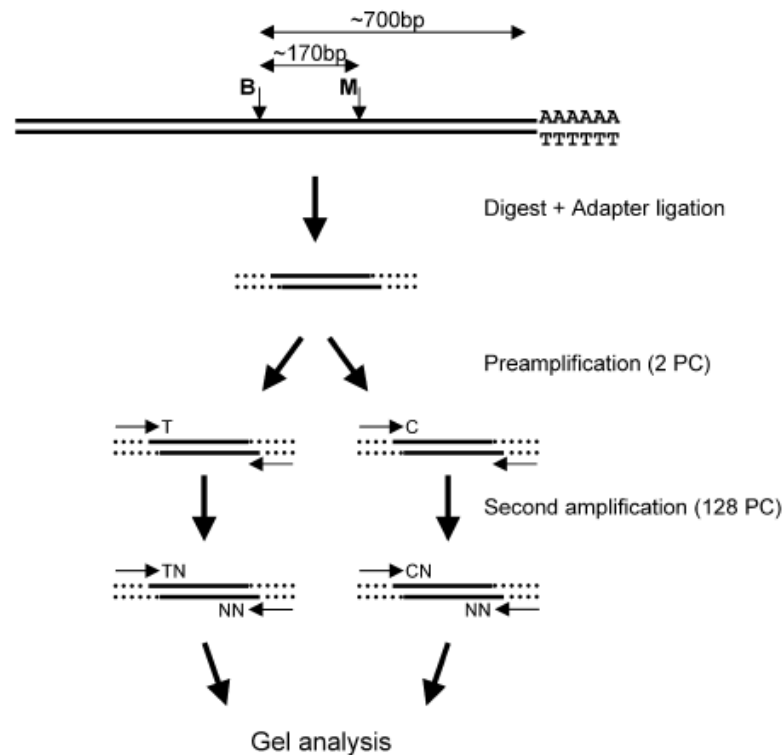 ~700bp
~170bp
B M
AAAAAA
TTTTTT
Digest + Adapter ligation
Preamplification (2 PC)
T C
Second amplification (128 PC)
TN CN
NN NN
Gel analysis